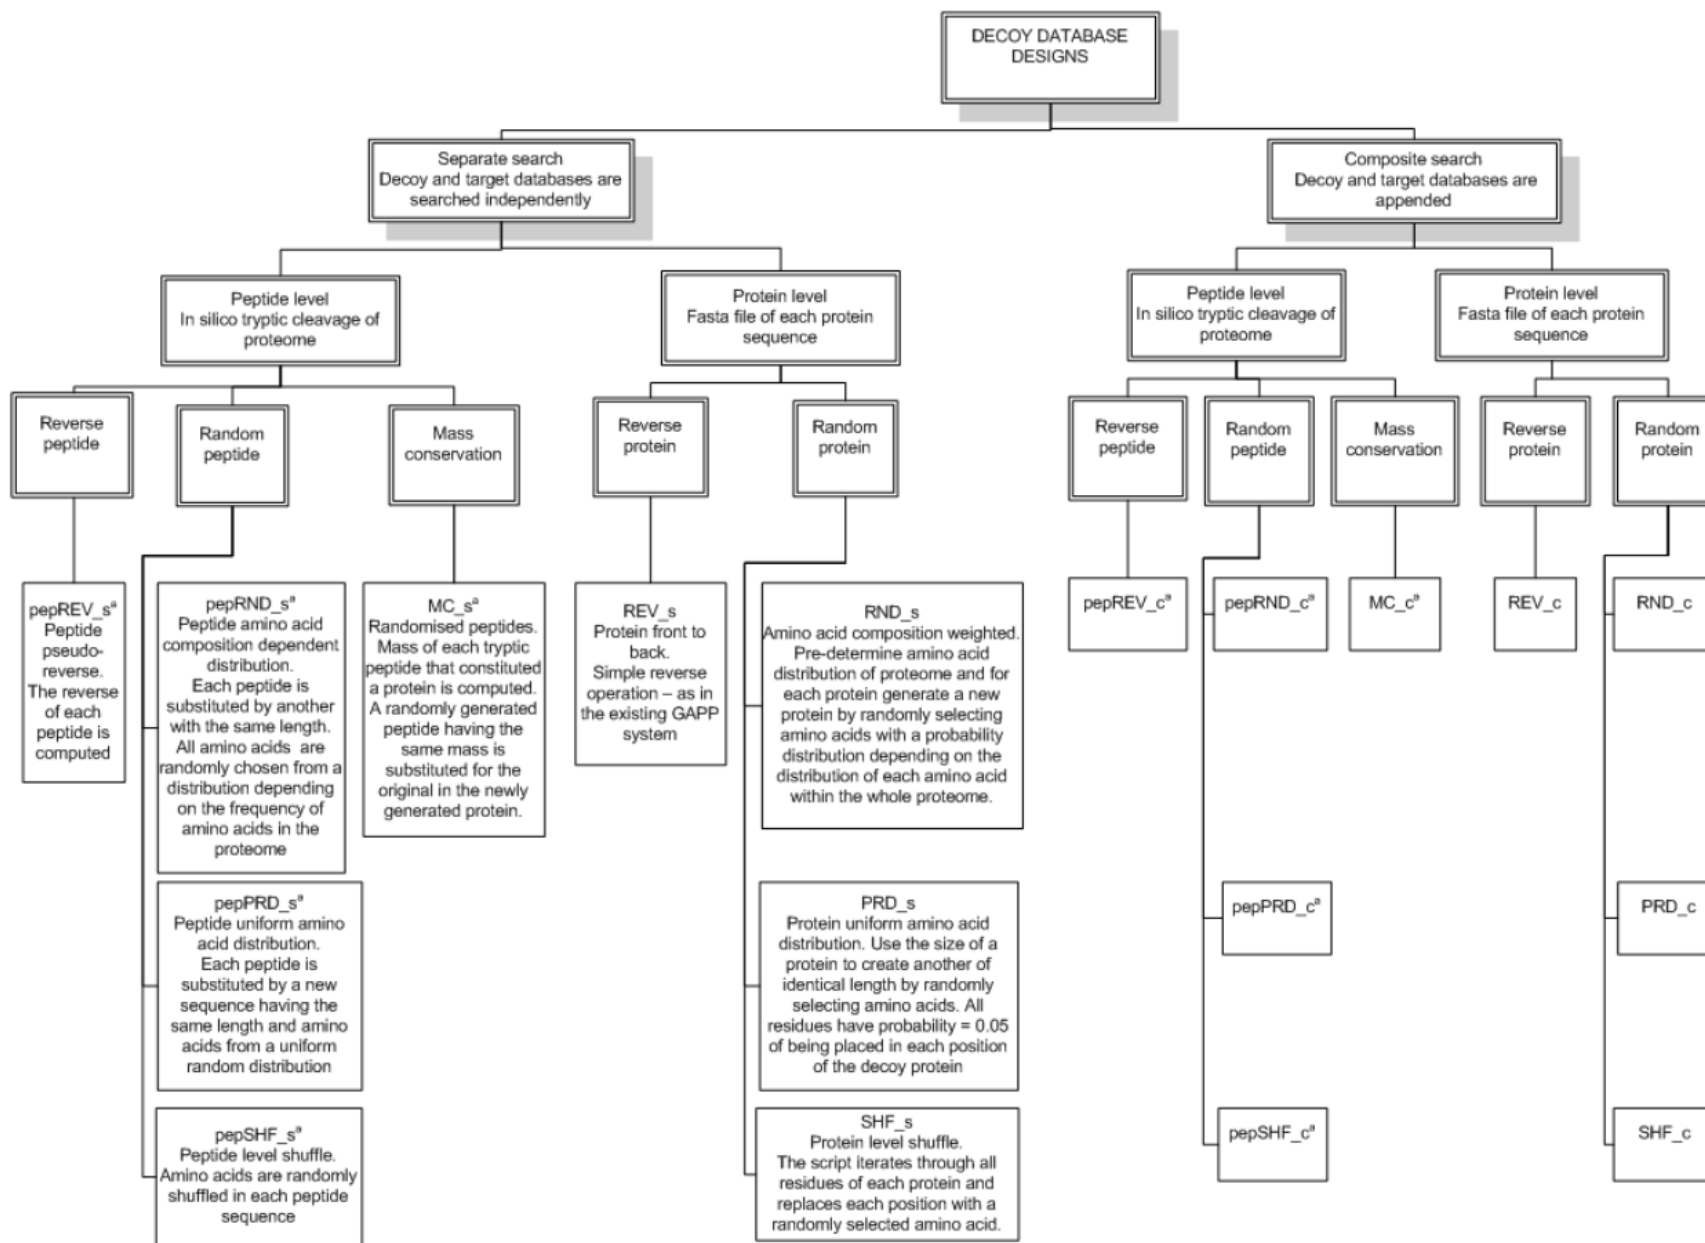 DECOY DATABASE
DESIGNS
Separate search
Decoy and target databases are
searched independently
Composite search
Decoy and target databases are
appended
Peptide level
In silico tryptic cleavage of
proteome
Protein level
Fasta file of each protein
sequence
Peptide level
In silico tryptic cleavage of
proteome
Protein level
Fasta file of each protein
sequence
Reverse
peptide
Random
peptide
Mass
conservation
Reverse
protein
Random
protein
Reverse
peptide
Random
peptide
Mass
conservation
Reverse
protein
Random
protein
pepREV_sª
Peptide
pseudo-
reverse.
The reverse
of each
peptide is
computed
pepRND_sª
Peptide amino acid
composition dependent
distribution.
Each peptide is
substituted by another
with the same length.
All amino acids are
randomly chosen from a
distribution depending
on the frequency of
amino acids in the
proteome
MC_sª
Randomised peptides.
Mass of each tryptic
peptide that constituted
a protein is computed.
A randomly generated
peptide having the
same mass is
substituted for the
original in the newly
generated protein.
REV_s
Protein front to
back.
Simple reverse
operation – as in
the existing GAPP
system
RND_s
Amino acid composition weighted.
Pre-determine amino acid
distribution of proteome and for
each protein generate a new
protein by randomly selecting
amino acids with a probability
distribution depending on the
distribution of each amino acid
within the whole proteome.
pepREV_cª
pepRND_cª
MC_cª
REV_c
RND_c
pepPRD_sª
Peptide uniform amino
acid distribution.
Each peptide is
substituted by a new
sequence having the
same length and amino
acids from a uniform
random distribution
PRD_s
Protein uniform amino acid
distribution. Use the size of a
protein to create another of
identical length by randomly
selecting amino acids. All
residues have probability = 0.05
of being placed in each position
of the decoy protein
pepPRD_cª
PRD_c
pepSHF_sª
Peptide level shuffle.
Amino acids are randomly
shuffled in each peptide
sequence
SHF_s
Protein level shuffle.
The script iterates through all
residues of each protein and
replaces each position with a
randomly selected amino acid.
pepSHF_cª
SHF_c